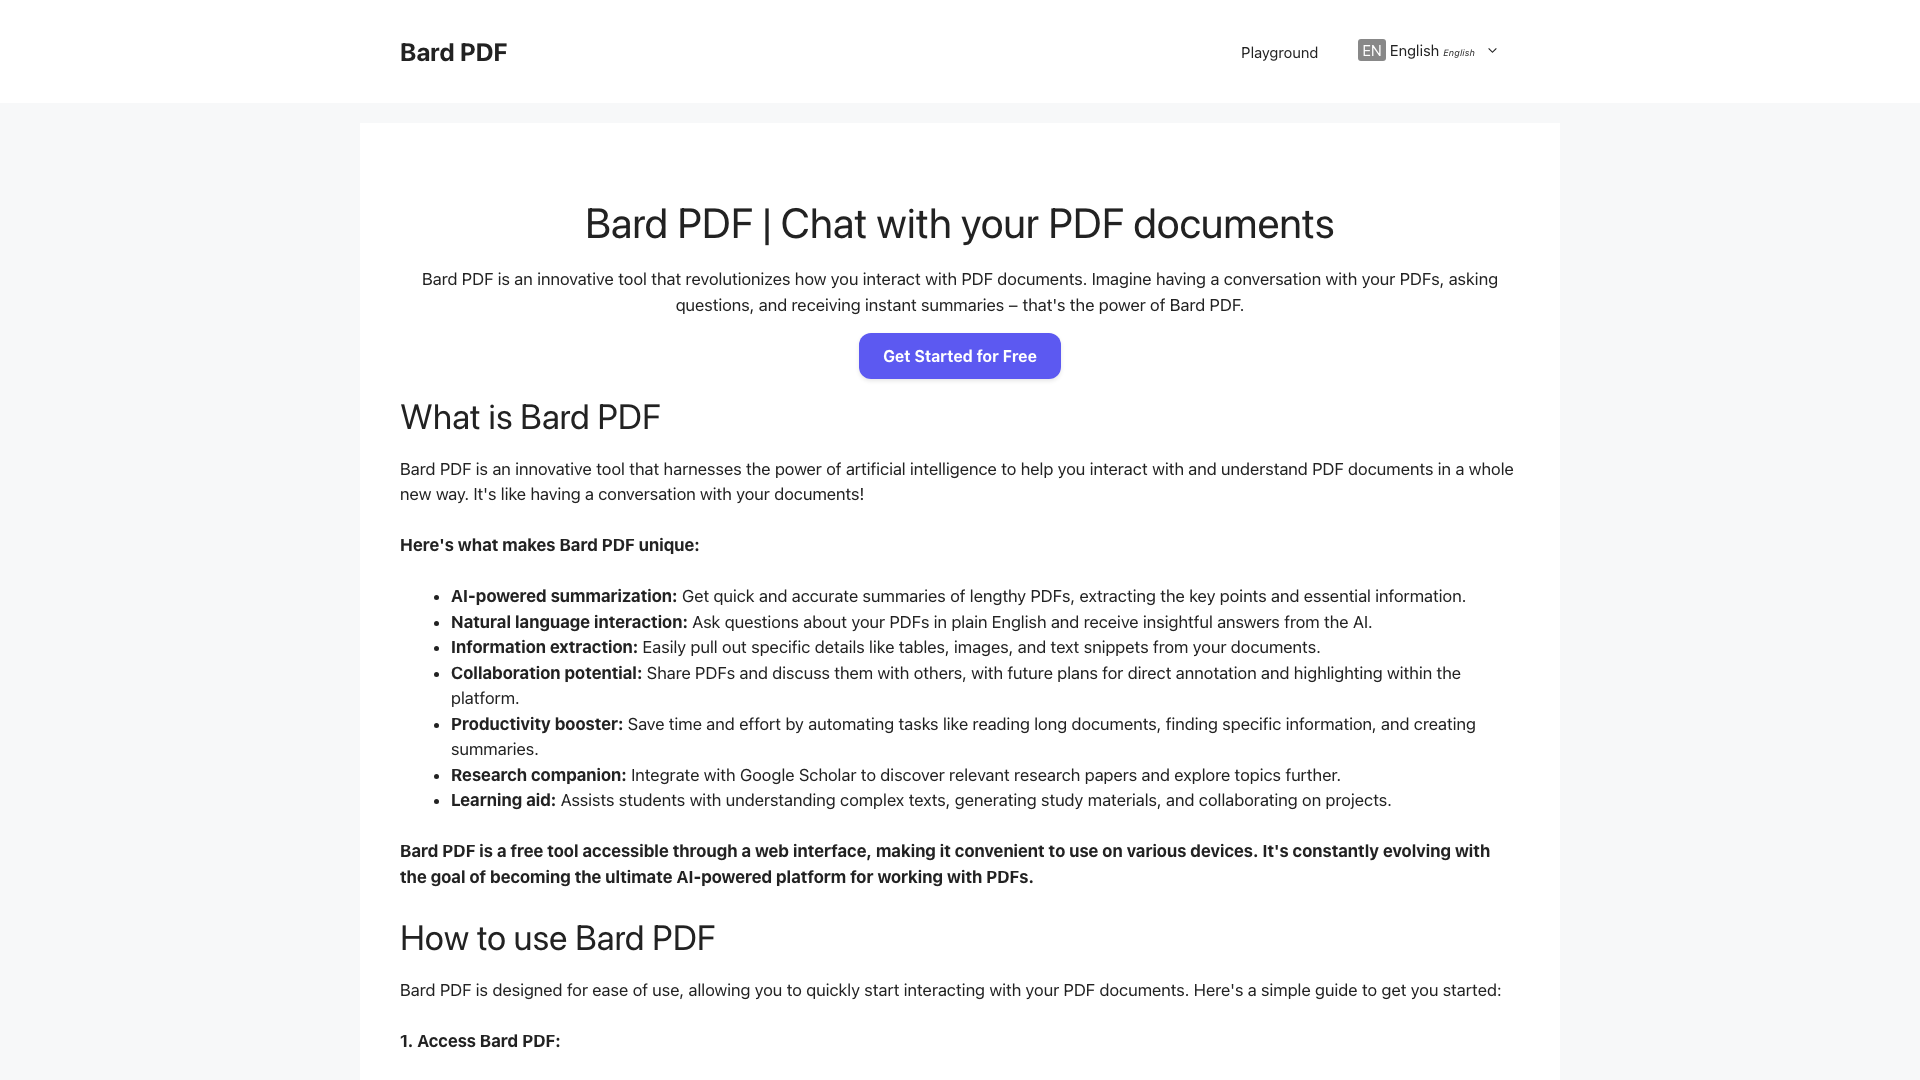 Bard PDF
Playground
EN English English
Bard PDF | Chat with your PDF documents
Bard PDF is an innovative tool that revolutionizes how you interact with PDF documents. Imagine having a conversation with your PDFs, asking
questions, and receiving instant summaries – that's the power of Bard PDF.
Get Started for Free
What is Bard PDF
Bard PDF is an innovative tool that harnesses the power of artificial intelligence to help you interact with and understand PDF documents in a whole
new way. It's like having a conversation with your documents!
Here's what makes Bard PDF unique:
• AI-powered summarization: Get quick and accurate summaries of lengthy PDFs, extracting the key points and essential information.
• Natural language interaction: Ask questions about your PDFs in plain English and receive insightful answers from the AI.
• Information extraction: Easily pull out specific details like tables, images, and text snippets from your documents.
• Collaboration potential: Share PDFs and discuss them with others, with future plans for direct annotation and highlighting within the
platform.
• Productivity booster: Save time and effort by automating tasks like reading long documents, finding specific information, and creating
summaries.
• Research companion: Integrate with Google Scholar to discover relevant research papers and explore topics further.
• Learning aid: Assists students with understanding complex texts, generating study materials, and collaborating on projects.
Bard PDF is a free tool accessible through a web interface, making it convenient to use on various devices. It's constantly evolving with
the goal of becoming the ultimate AI-powered platform for working with PDFs.
How to use Bard PDF
Bard PDF is designed for ease of use, allowing you to quickly start interacting with your PDF documents. Here's a simple guide to get you started:
1. Access Bard PDF: